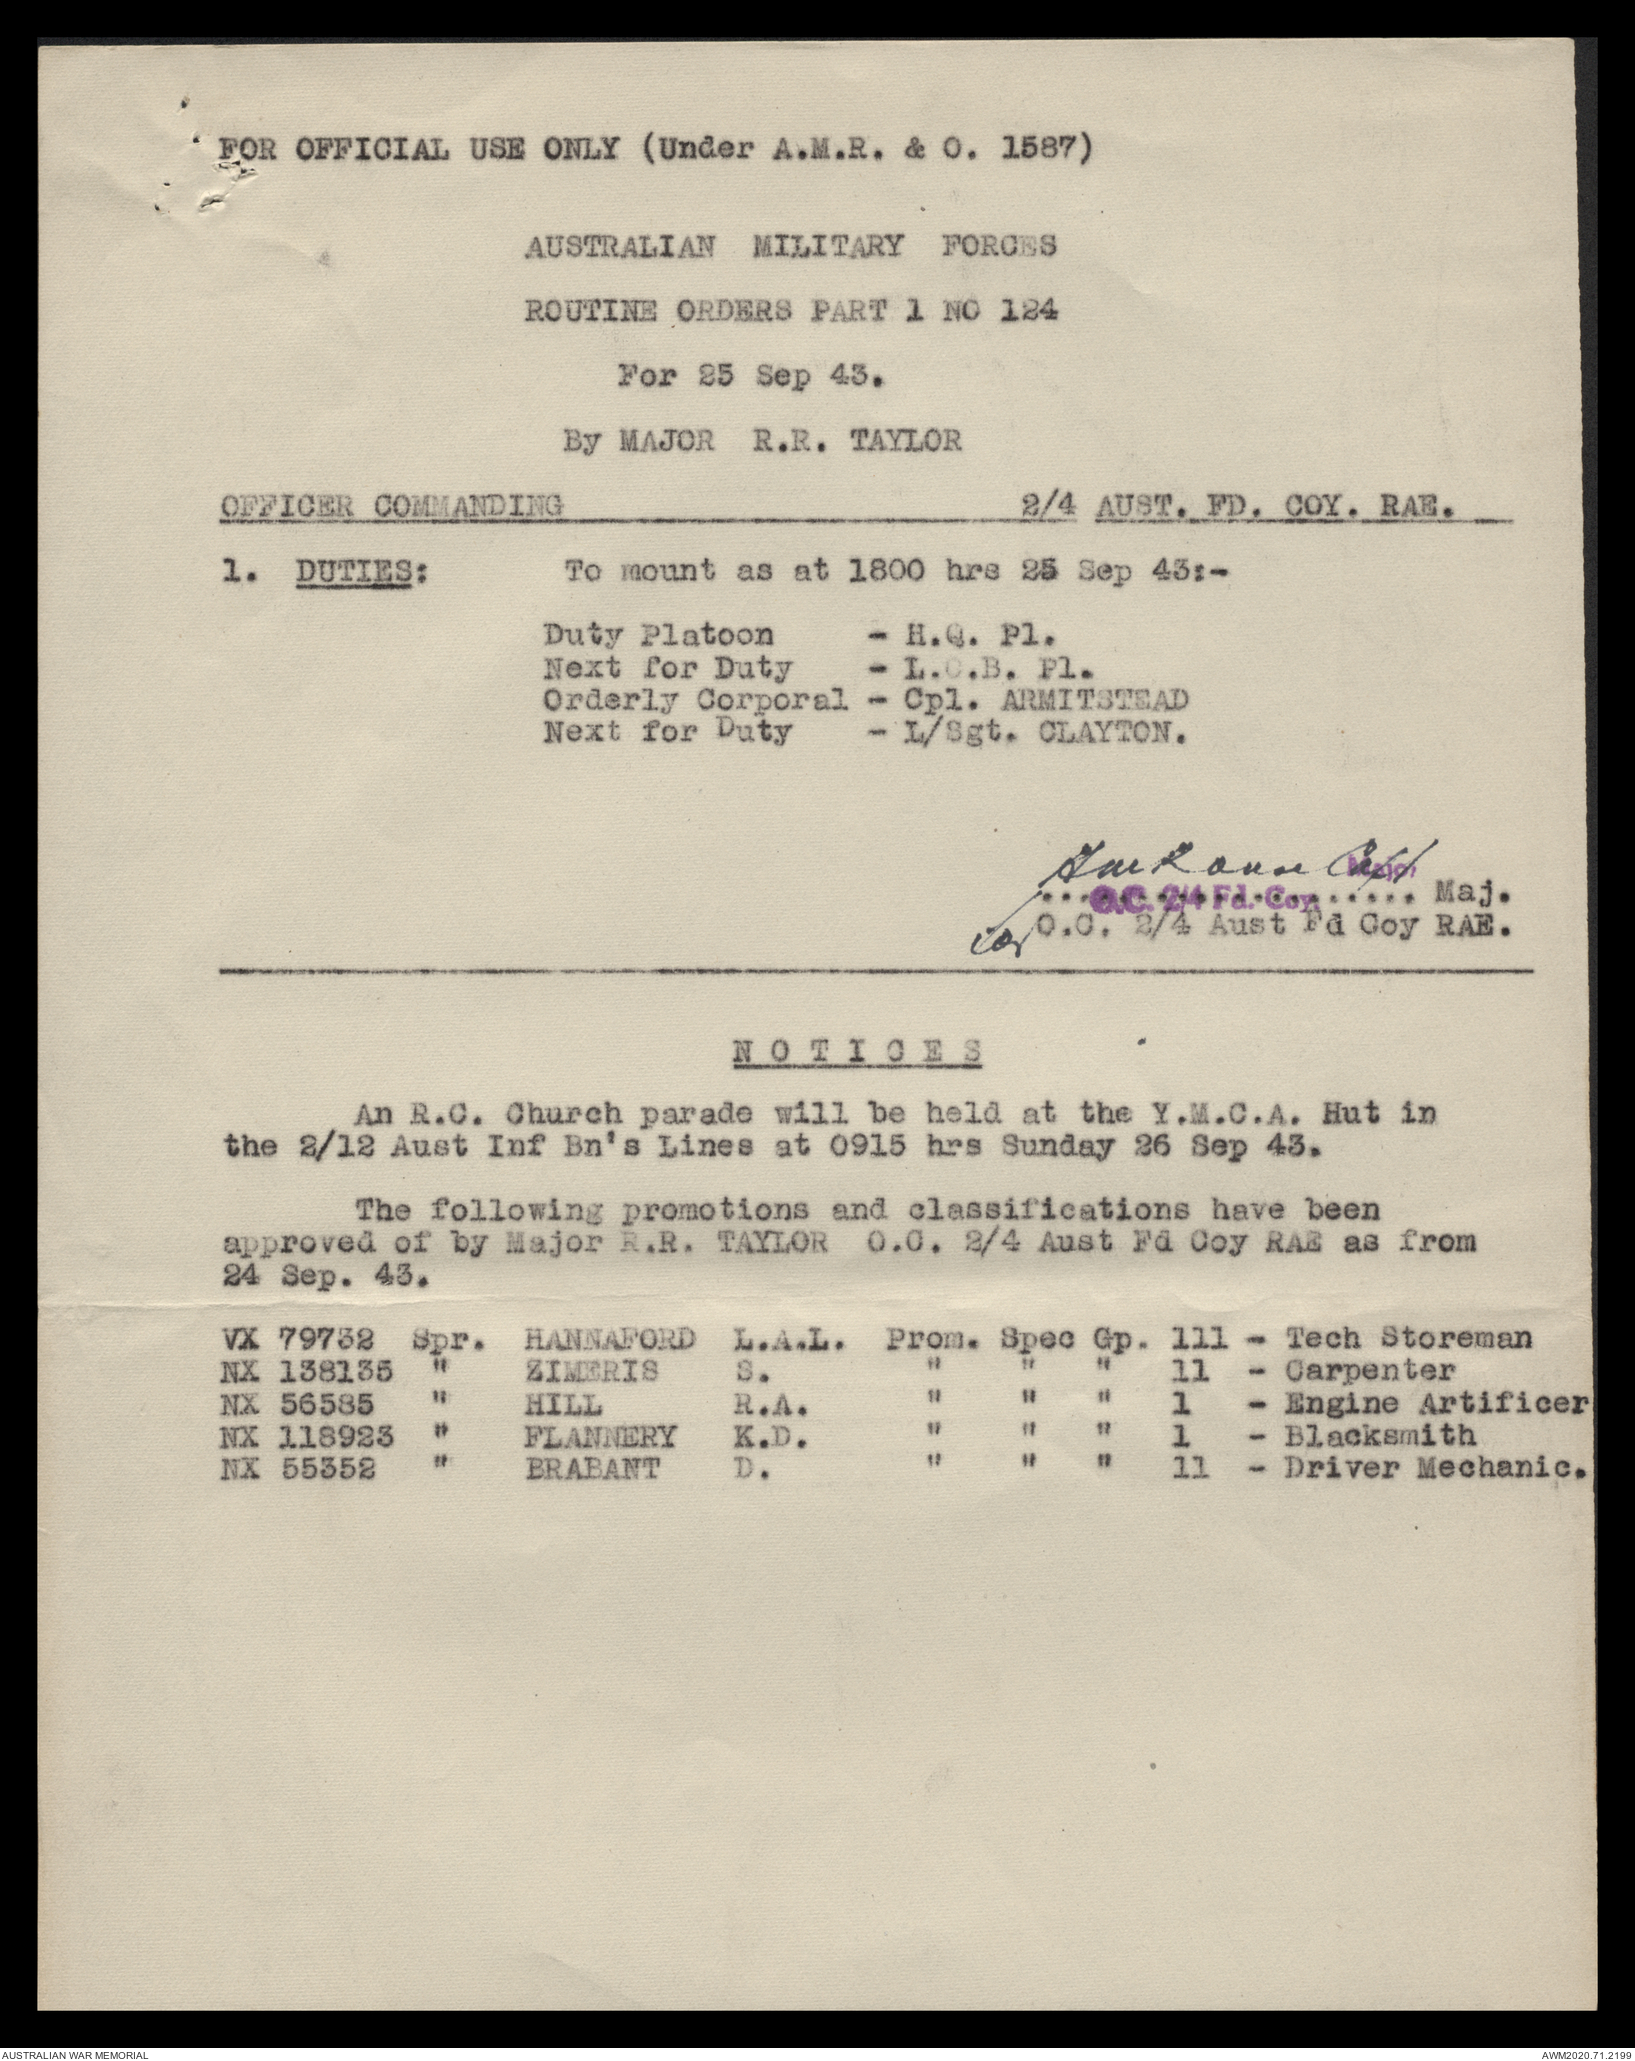 FOR OFFICIAL USE ONLY (Under A.M.R. & O. 1587)
AUSTRALIAN MILITARY FORCES
ROUTINE ORDERS PART 1 NO 124
For 25 Sep 43.
By MAJOR R.R. TAYLOR
OFFICER COMMANDING 2/4 AUST. FD. COY. RAE.
1. DUTIES: To mount as at 1800 hrs 25 Sep 43:-
Duty Platoon - H.Q. Pl.
Next for Duty - L.C.B. Pl.
Orderly Corporal - Cpl. ARMITSTEAD
Next for Duty - L/Sgt. CLAYTON.
Capt Major
O.C. 2/4 Fd. Coy. .................... Maj.
for O.C. 2/4 Aust Fd Coy RAE.
N O T I C E S
An R.C. Church parade will be held at the Y.M.C.A. Hut in
the 2/12 Aust Inf Bn's Lines at 0915 hrs Sunday 26 Sep 43.
The following promotions and classifications have been
approved of by Major R.R. TAYLOR O.C. 2/4 Aust Fd Coy RAE as from
24 Sep. 43.
VX 79732 Spr. HANNAFORD L.A.L. Prom. Spec Gp. 111 - Tech Storeman
NX 138135 " ZIMERIS S. " " " 11 - Carpenter
NX 56585 " HILL R.A. " " " 1 - Engine Artificer
NX 118923 " FLANNERY K.D. " " " 1 - Blacksmith
NX 55352 " BRABANT D. " " " 11 - Driver Mechanic.
AUSTRALIAN WAR MEMORIAL AWM2020.71.2199